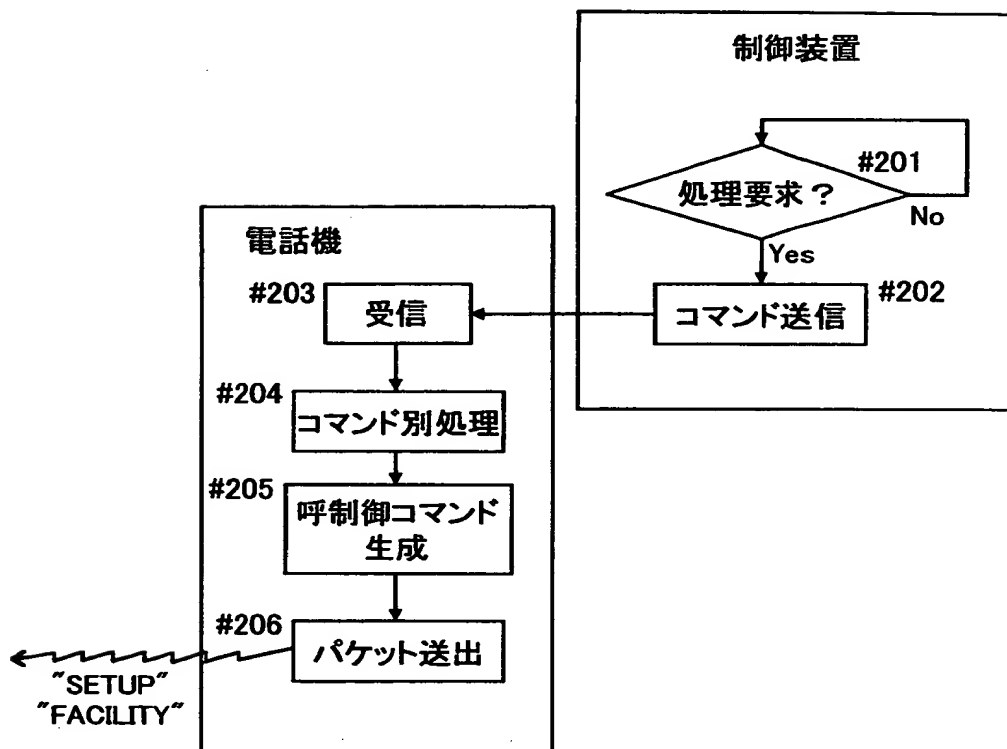 制御装置
#201
処理要求?
No
Yes
#202
コマンド送信
電話機
#203
受信
#204
コマンド別処理
#205
呼制御コマンド
生成
#206
パケット送出
"SETUP"
"FACILITY"